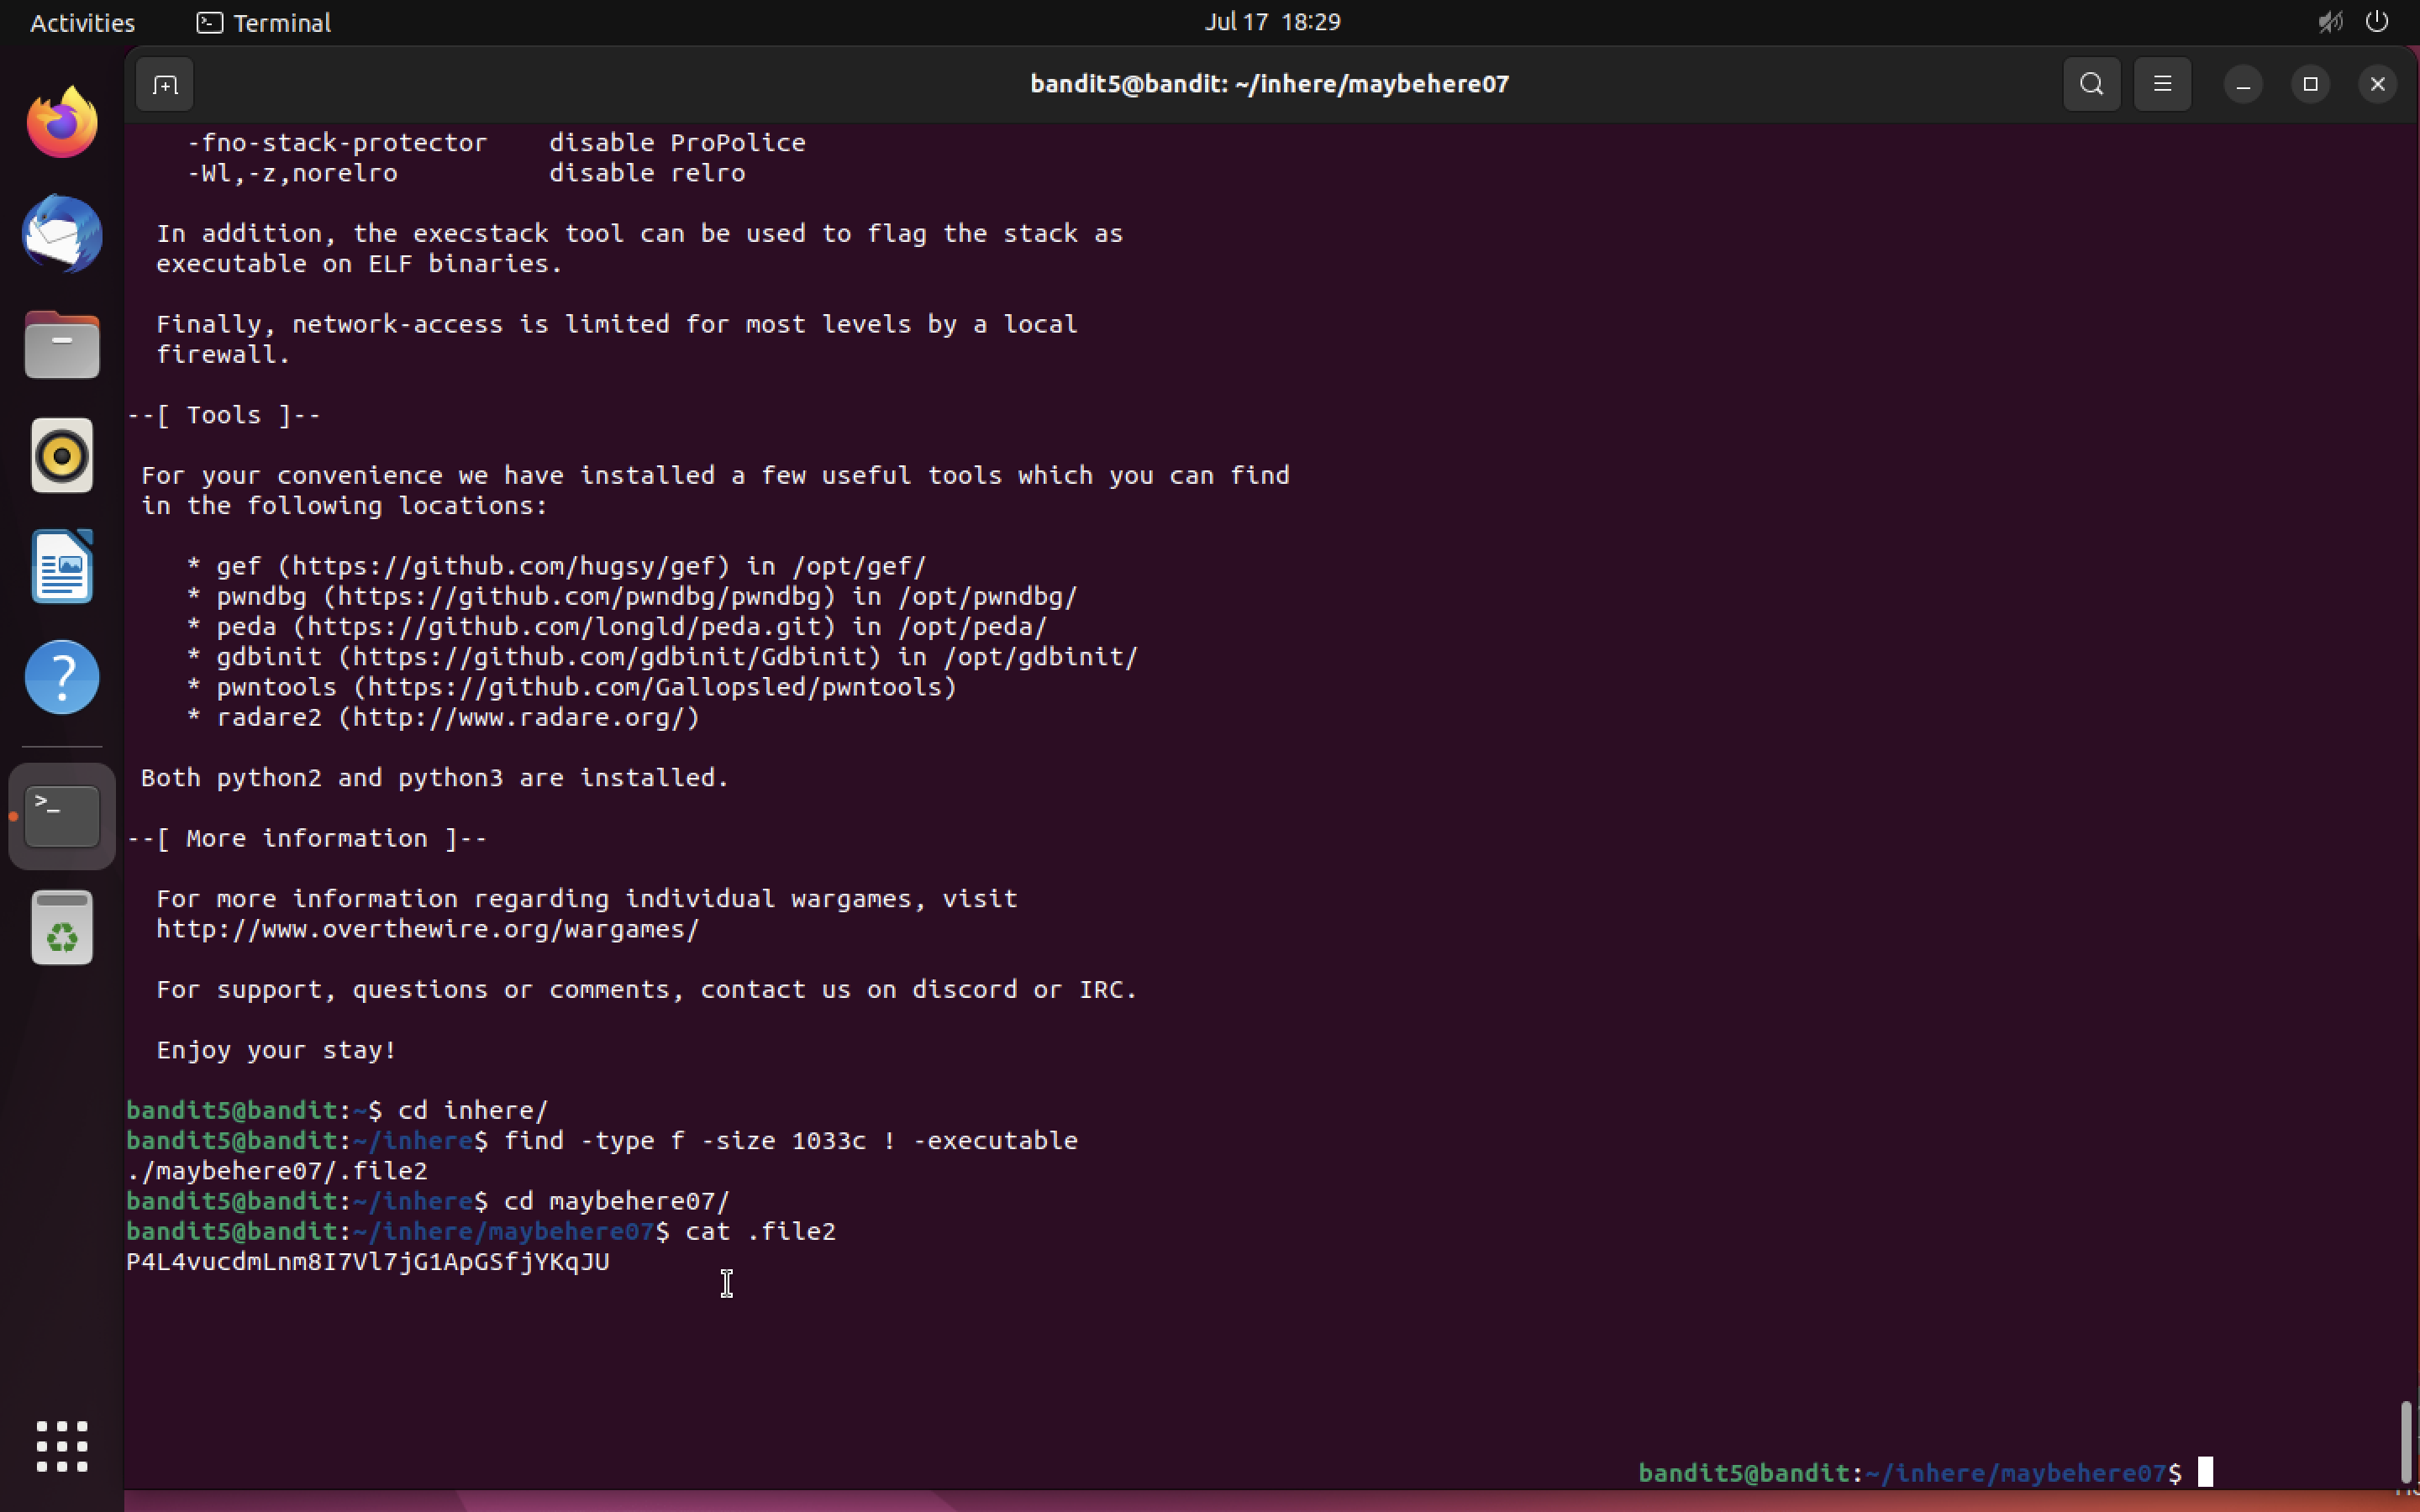 Activities
Terminal
Jul 17 18:29
bandit5@bandit: ~/inhere/maybehere07
-fno-stack-protector    disable ProPolice
-Wl,-z,norelro          disable relro
In addition, the execstack tool can be used to flag the stack as
executable on ELF binaries.
Finally, network-access is limited for most levels by a local
firewall.
--[ Tools ]--
For your convenience we have installed a few useful tools which you can find
in the following locations:
* gef (https://github.com/hugsy/gef) in /opt/gef/
* pwndbg (https://github.com/pwndbg/pwndbg) in /opt/pwndbg/
* peda (https://github.com/longld/peda.git) in /opt/peda/
* gdbinit (https://github.com/gdbinit/Gdbinit) in /opt/gdbinit/
* pwntools (https://github.com/Gallopsled/pwntools)
* radare2 (http://www.radare.org/)
Both python2 and python3 are installed.
--[ More information ]--
For more information regarding individual wargames, visit
http://www.overthewire.org/wargames/
For support, questions or comments, contact us on discord or IRC.
Enjoy your stay!
bandit5@bandit:~$ cd inhere/
bandit5@bandit:~/inhere$ find -type f -size 1033c ! -executable
./maybehere07/.file2
bandit5@bandit:~/inhere$ cd maybehere07/
bandit5@bandit:~/inhere/maybehere07$ cat .file2
P4L4vucdmLnm8I7Vl7jG1ApGSfjYKqJU
bandit5@bandit:~/inhere/maybehere07$